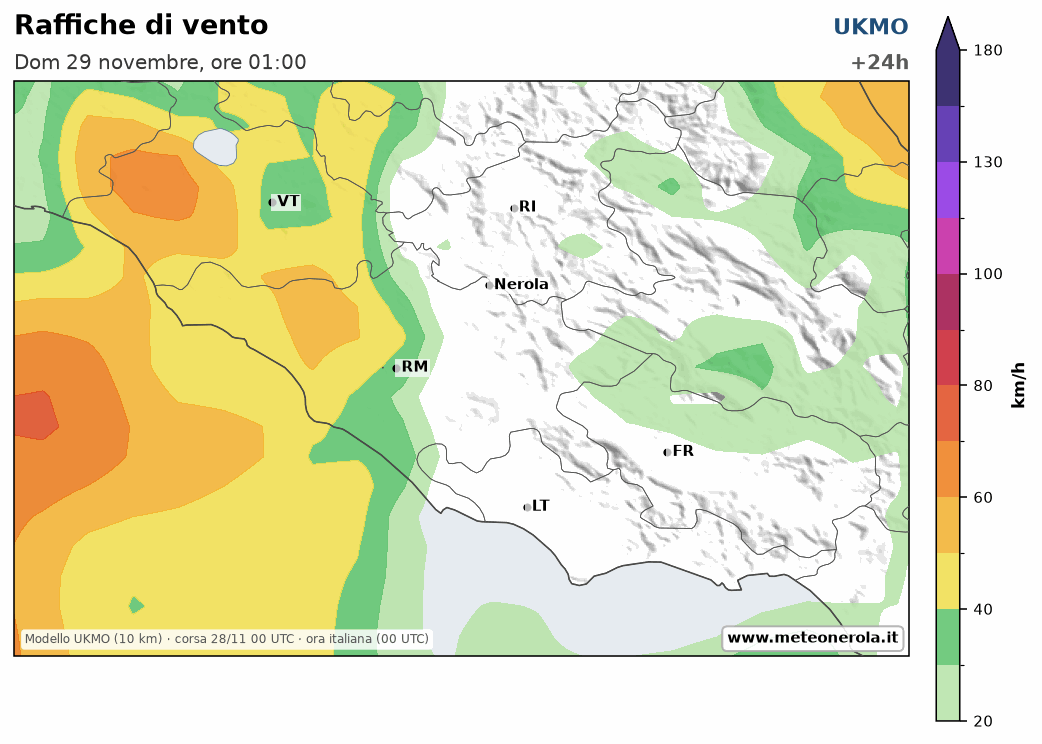 Raffiche di vento
UKMO
Dom 29 novembre, ore 01:00
+24h
180
130
100
80
60
40
20
km/h
VT
RI
Nerola
RM
FR
LT
Modello UKMO (10 km) · corsa 28/11 00 UTC · ora italiana (00 UTC)
www.meteonerola.it